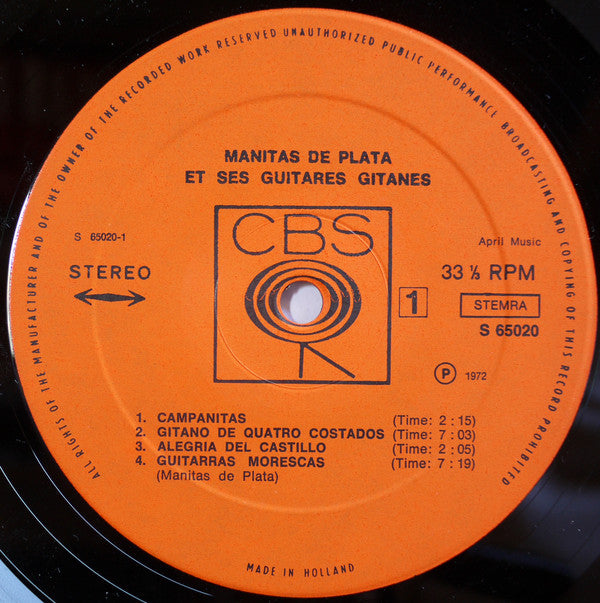 ALL RIGHTS OF THE MANUFACTURER AND OF THE OWNER OF THE RECORDED WORK RESERVED UNAUTHORIZED PUBLIC PERFORMANCE BROADCASTING AND COPYING OF THIS RECORD PROHIBITED
MANITAS DE PLATA
ET SES GUITARES GITANES
CBS
S 65020-1
STEREO
April Music
33 ⅓ RPM
1
STEMRA
S 65020
℗ 1972
1. CAMPANITAS (Time: 2 : 15)
2. GITANO DE QUATRO COSTADOS (Time: 7 : 03)
3. ALEGRIA DEL CASTILLO (Time: 2 : 05)
4. GUITARRAS MORESCAS (Time: 7 : 19)
(Manitas de Plata)
MADE IN HOLLAND